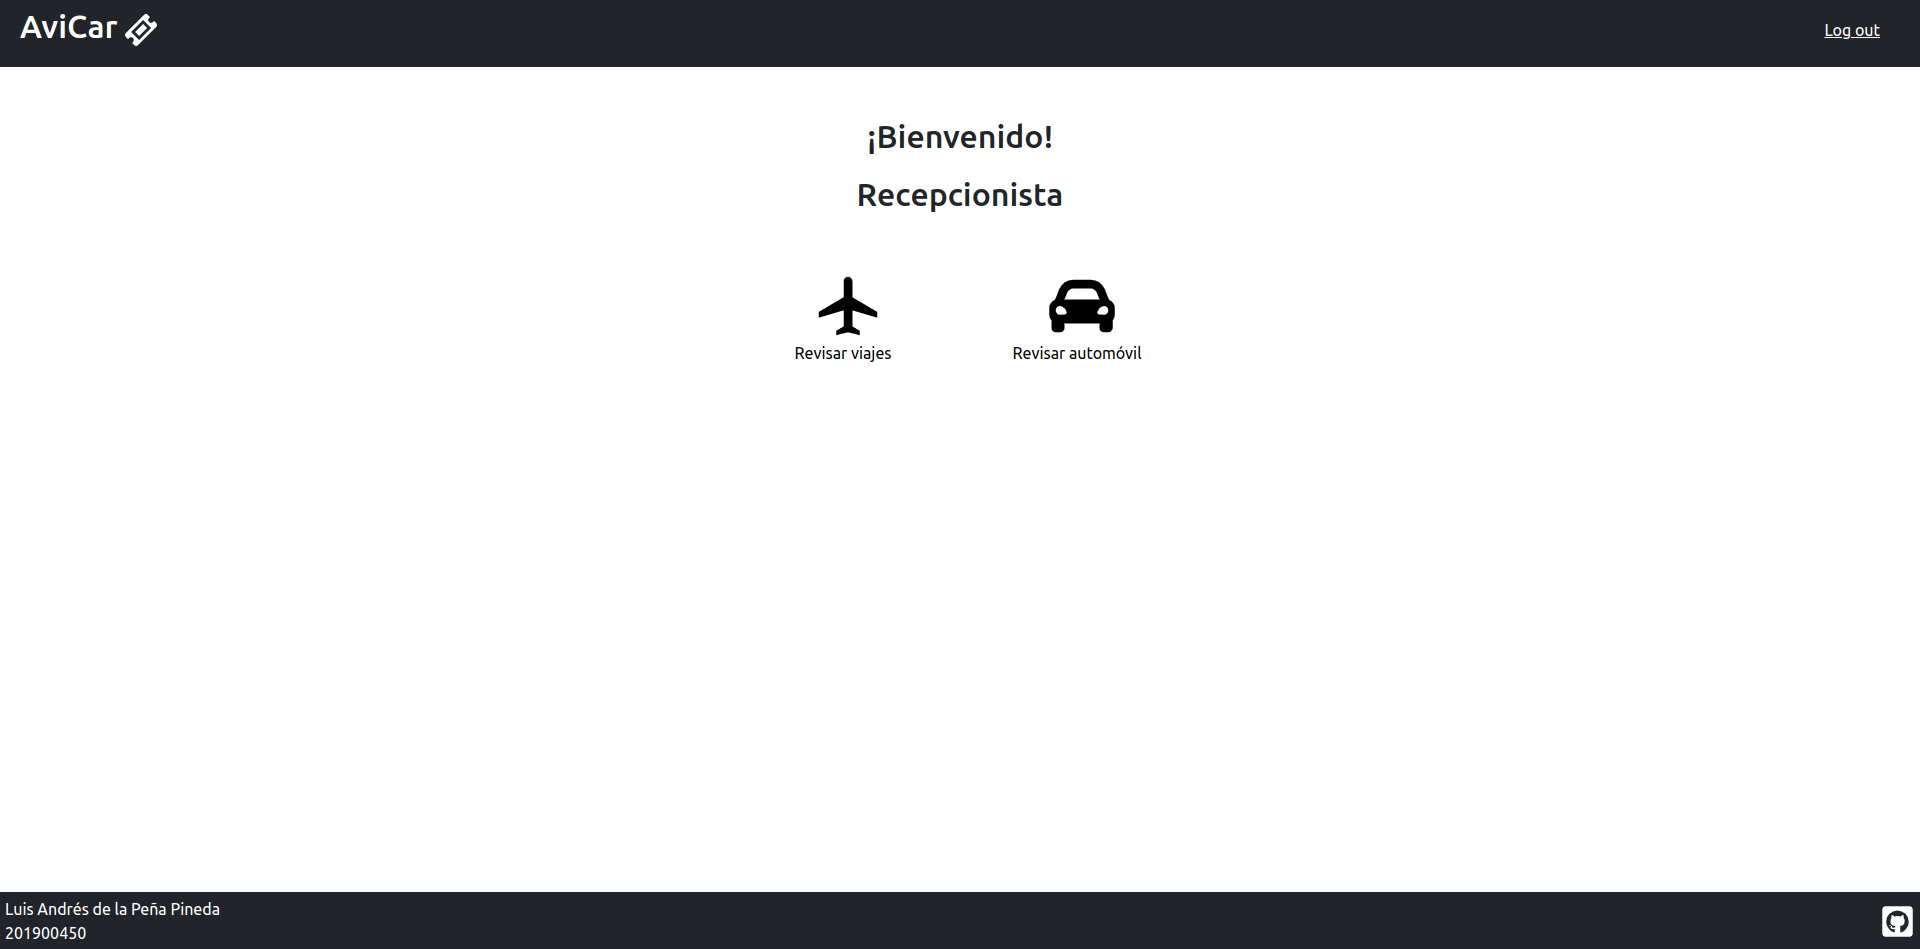 AviCar
Log out
¡Bienvenido!
Recepcionista
Revisar viajes
Revisar automóvil
Luis Andrés de la Peña Pineda
201900450